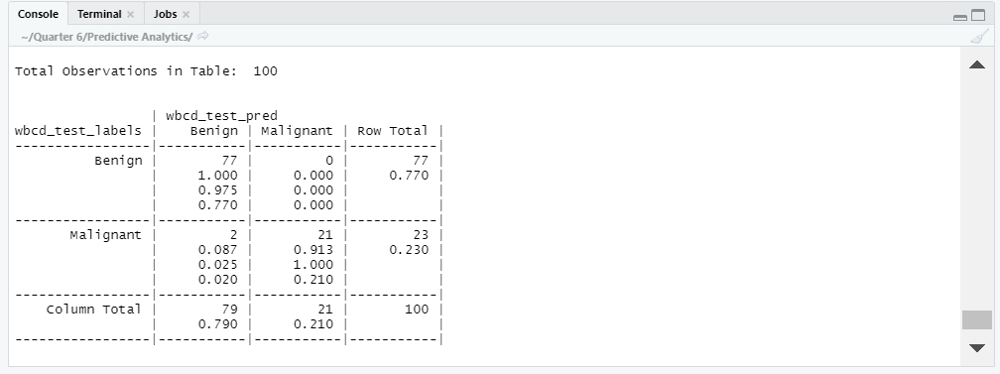 Console Terminal × Jobs ×
~/Quarter 6/Predictive Analytics/
Total Observations in Table:  100
                 | wbcd_test_pred
wbcd_test_labels |    Benign | Malignant | Row Total |
-----------------|-----------|-----------|-----------|
          Benign |        77 |         0 |        77 |
                 |     1.000 |     0.000 |     0.770 |
                 |     0.975 |     0.000 |           |
                 |     0.770 |     0.000 |           |
-----------------|-----------|-----------|-----------|
       Malignant |         2 |        21 |        23 |
                 |     0.087 |     0.913 |     0.230 |
                 |     0.025 |     1.000 |           |
                 |     0.020 |     0.210 |           |
-----------------|-----------|-----------|-----------|
    Column Total |        79 |        21 |       100 |
                 |     0.790 |     0.210 |           |
-----------------|-----------|-----------|-----------|